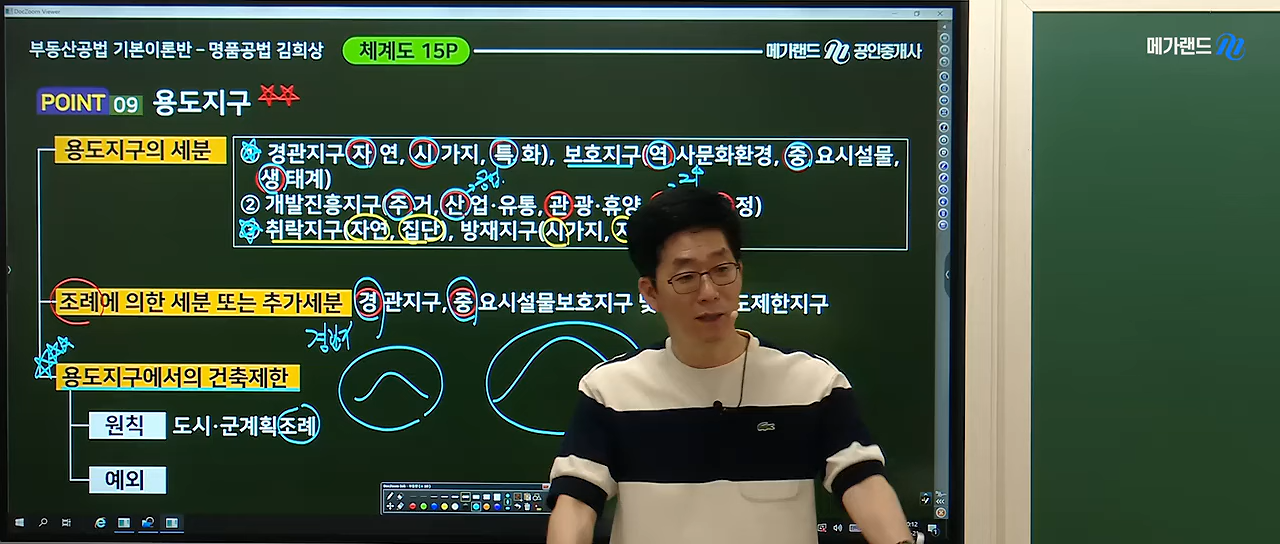 DocZoom Viewer
부동산공법 기본이론반 – 명품공법 김희상
체계도 15P
메가랜드 공인중개사
메가랜드
POINT 09 용도지구
용도지구의 세분
① 경관지구(자연, 시가지, 특화), 보호지구(역사문화환경, 중요시설물,
생태계)
공업
② 개발진흥지구(주거, 산업·유통, 관광·휴양 정)
③ 취락지구(자연, 집단), 방재지구(시가지,
조례에 의한 세분 또는 추가세분
경관지구, 중요시설물보호지구 도제한지구
용도지구에서의 건축제한
원칙
도시·군계획조례
예외